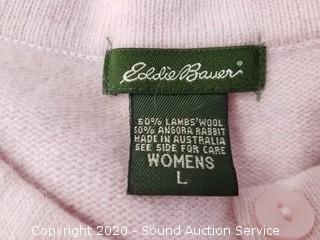 Eddie Bauer
50% LAMBS' WOOL
50% ANGORA RABBIT
MADE IN AUSTRALIA
SEE SIDE FOR CARE
WOMENS
L
Copyright 2020 - Sound Auction Service